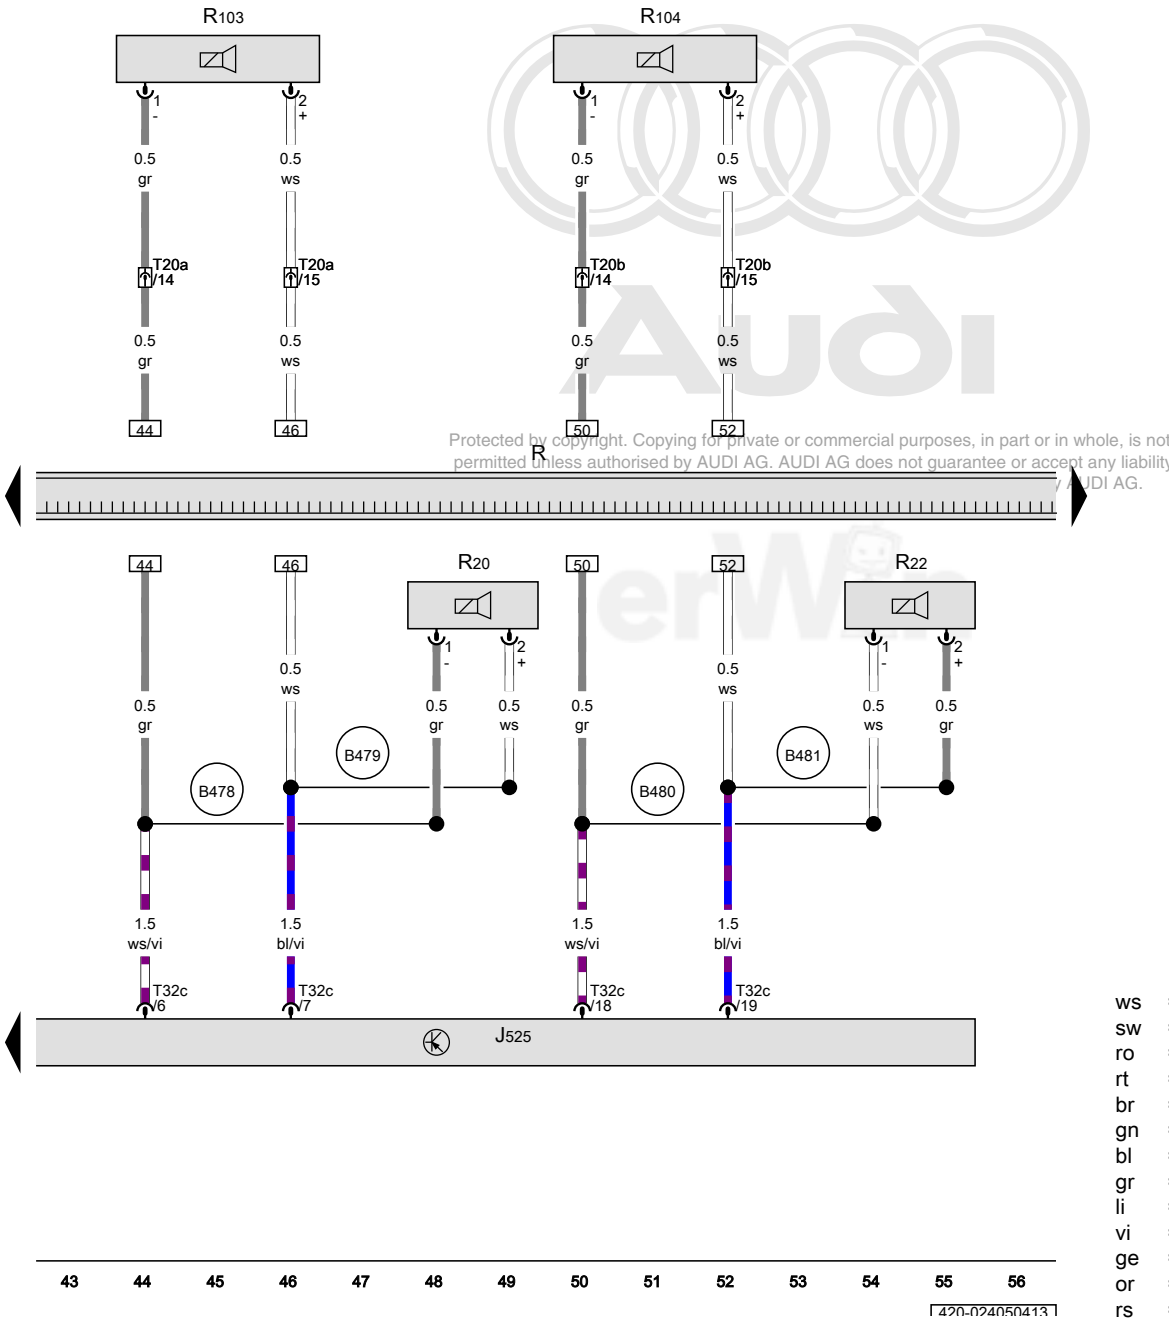 R103 R104
1 2 1 2
- + - +
0.5 0.5 0.5 0.5
gr ws gr ws
T20a T20a T20b T20b
/14 /15 /14 /15
AUDI
0.5 0.5 0.5 0.5
gr ws gr ws
44 46 50 52
Protected by copyright. Copying for private or commercial purposes, in part or in whole, is not
R
permitted unless authorised by AUDI AG. AUDI AG does not guarantee or accept any liability
AUDI AG.
44 46 R20 50 52 R22
erWin
1 2 1 2
- + - +
0.5 0.5
ws ws
0.5 0.5 0.5 0.5 0.5 0.5
gr gr ws gr ws gr
B479 B481
B478 B480
1.5 1.5 1.5 1.5
ws/vi bl/vi ws/vi bl/vi
T32c T32c T32c T32c
/6 /7 /18 /19
J525
ws =
sw =
ro =
rt =
br =
gn =
bl =
gr =
li =
vi =
ge =
or =
rs =
43 44 45 46 47 48 49 50 51 52 53 54 55 56
420-024050413